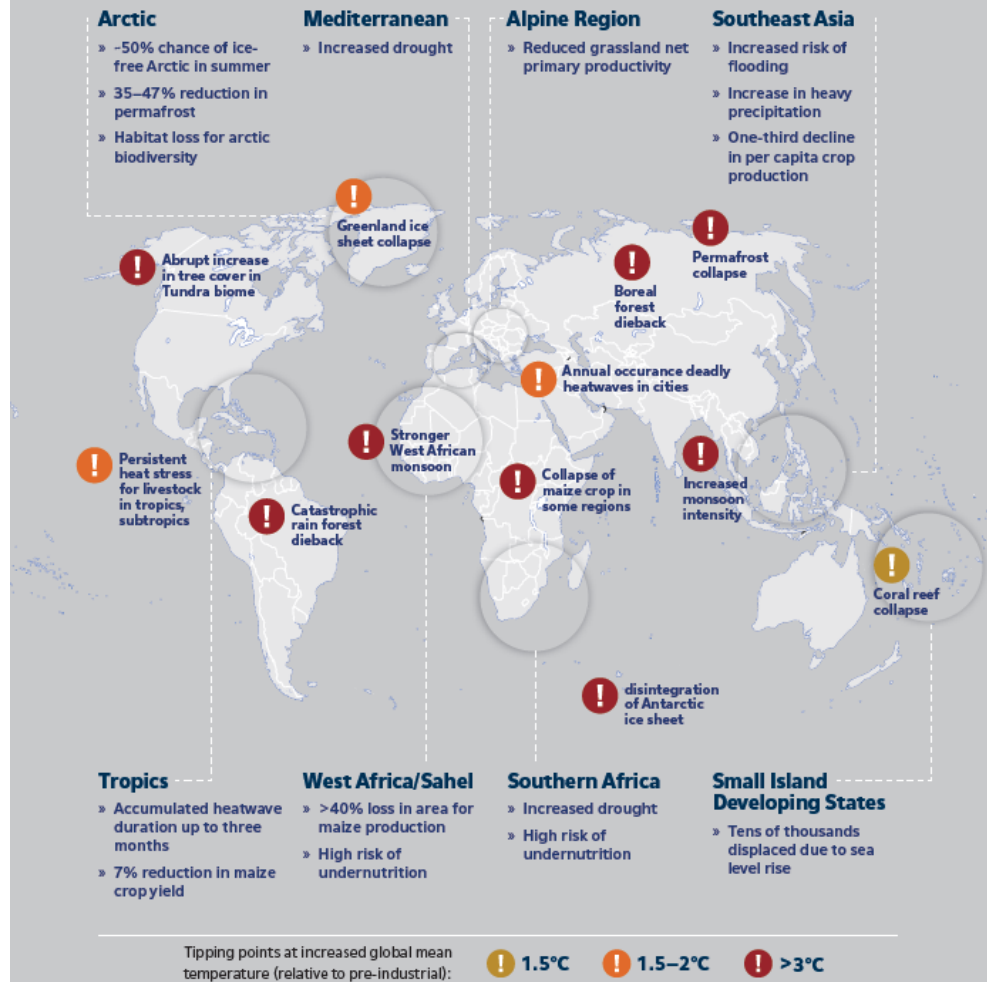 Arctic
» ~50% chance of ice-
free Arctic in summer
» 35–47% reduction in
permafrost
» Habitat loss for arctic
biodiversity
Mediterranean
» Increased drought
Alpine Region
» Reduced grassland net
primary productivity
Southeast Asia
» Increased risk of
flooding
» Increase in heavy
precipitation
» One-third decline
in per capita crop
production
! Greenland ice
sheet collapse
! Abrupt increase
in tree cover in
Tundra biome
! Permafrost
collapse
! Boreal
forest
dieback
! Annual occurance deadly
heatwaves in cities
! Persistent
heat stress
for livestock
in tropics,
subtropics
! Stronger
West African
monsoon
! Catastrophic
rain forest
dieback
! Collapse of
maize crop in
some regions
! Increased
monsoon
intensity
! Coral reef
collapse
! disintegration
of Antarctic
ice sheet
Tropics
» Accumulated heatwave
duration up to three
months
» 7% reduction in maize
crop yield
West Africa/Sahel
» >40% loss in area for
maize production
» High risk of
undernutrition
Southern Africa
» Increased drought
» High risk of
undernutrition
Small Island
Developing States
» Tens of thousands
displaced due to sea
level rise
Tipping points at increased global mean
temperature (relative to pre-industrial):
! 1.5°C ! 1.5–2°C ! >3°C